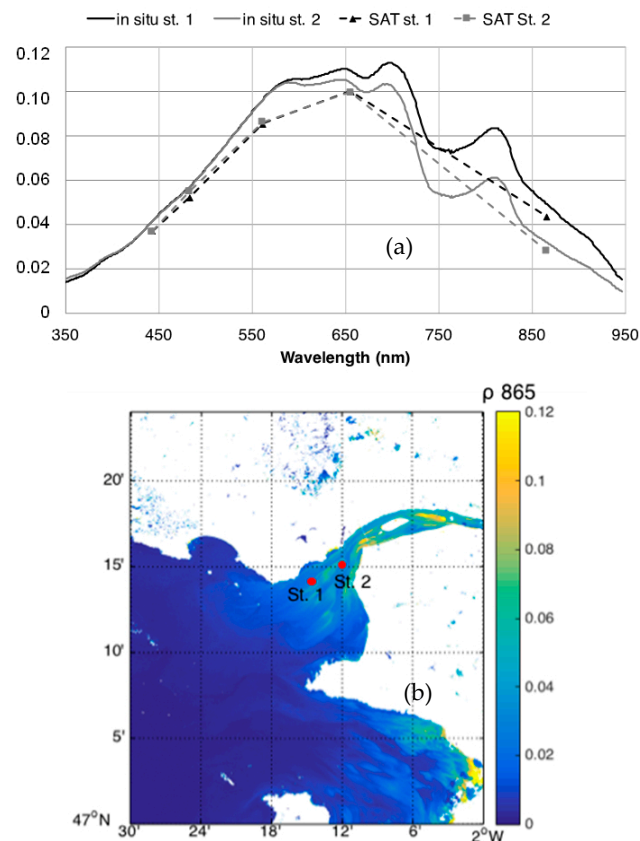 in situ st. 1 in situ st. 2 SAT st. 1 SAT St. 2
0.12
0.10
0.08
0.06
0.04
0.02
0
(a)
350 450 550 650 750 850 950
Wavelength (nm)
ρ 865
0.12
0.1
0.08
0.06
0.04
0.02
0
20'
15'
10'
5'
47°N
St. 1
St. 2
(b)
30' 24' 18' 12' 6' 2°W